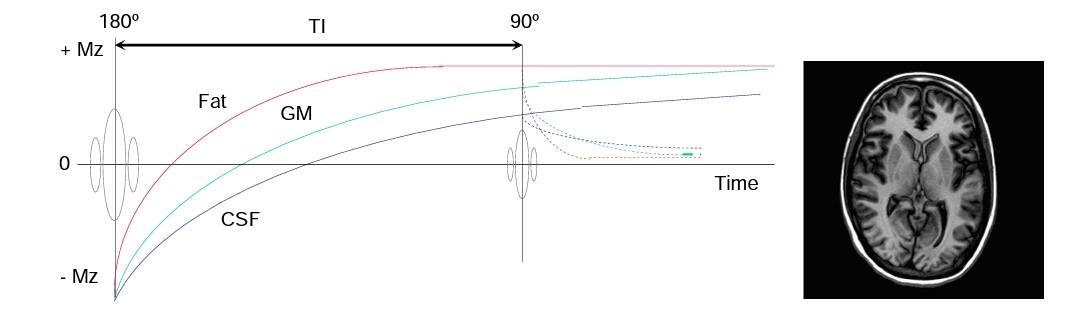 180º
TI
90º
+ Mz
Fat
GM
0
Time
CSF
- Mz